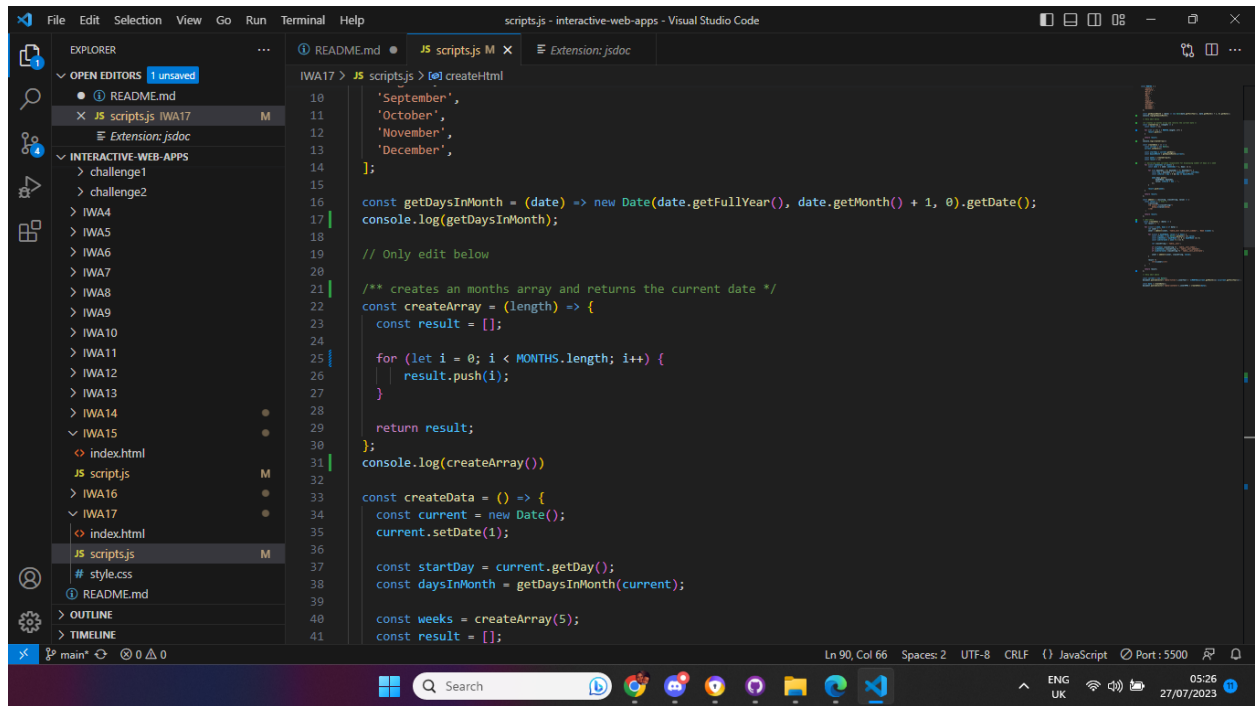 File Edit Selection View Go Run Terminal Help scripts.js - interactive-web-apps - Visual Studio Code
EXPLORER
OPEN EDITORS 1 unsaved
README.md
JS scripts.js IWA17 M
Extension: jsdoc
INTERACTIVE-WEB-APPS
challenge1
challenge2
IWA4
IWA5
IWA6
IWA7
IWA8
IWA9
IWA10
IWA11
IWA12
IWA13
IWA14
IWA15
index.html
JS script.js M
IWA16
IWA17
index.html
JS scripts.js M
# style.css
README.md
OUTLINE
TIMELINE
1
4
README.md JS scripts.js M Extension: jsdoc
IWA17 > JS scripts.js > createHtml
10 'September',
11 'October',
12 'November',
13 'December',
14 ];
15
16 const getDaysInMonth = (date) => new Date(date.getFullYear(), date.getMonth() + 1, 0).getDate();
17 console.log(getDaysInMonth);
18
19 // Only edit below
20
21 /** creates an months array and returns the current date */
22 const createArray = (length) => {
23 const result = [];
24
25 for (let i = 0; i < MONTHS.length; i++) {
26 result.push(i);
27 }
28
29 return result;
30 };
31 console.log(createArray())
32
33 const createData = () => {
34 const current = new Date();
35 current.setDate(1);
36
37 const startDay = current.getDay();
38 const daysInMonth = getDaysInMonth(current);
39
40 const weeks = createArray(5);
41 const result = [];
main* 0 0 Ln 90, Col 66 Spaces: 2 UTF-8 CRLF {} JavaScript Port : 5500
Search ENG UK 05:26 27/07/2023 11